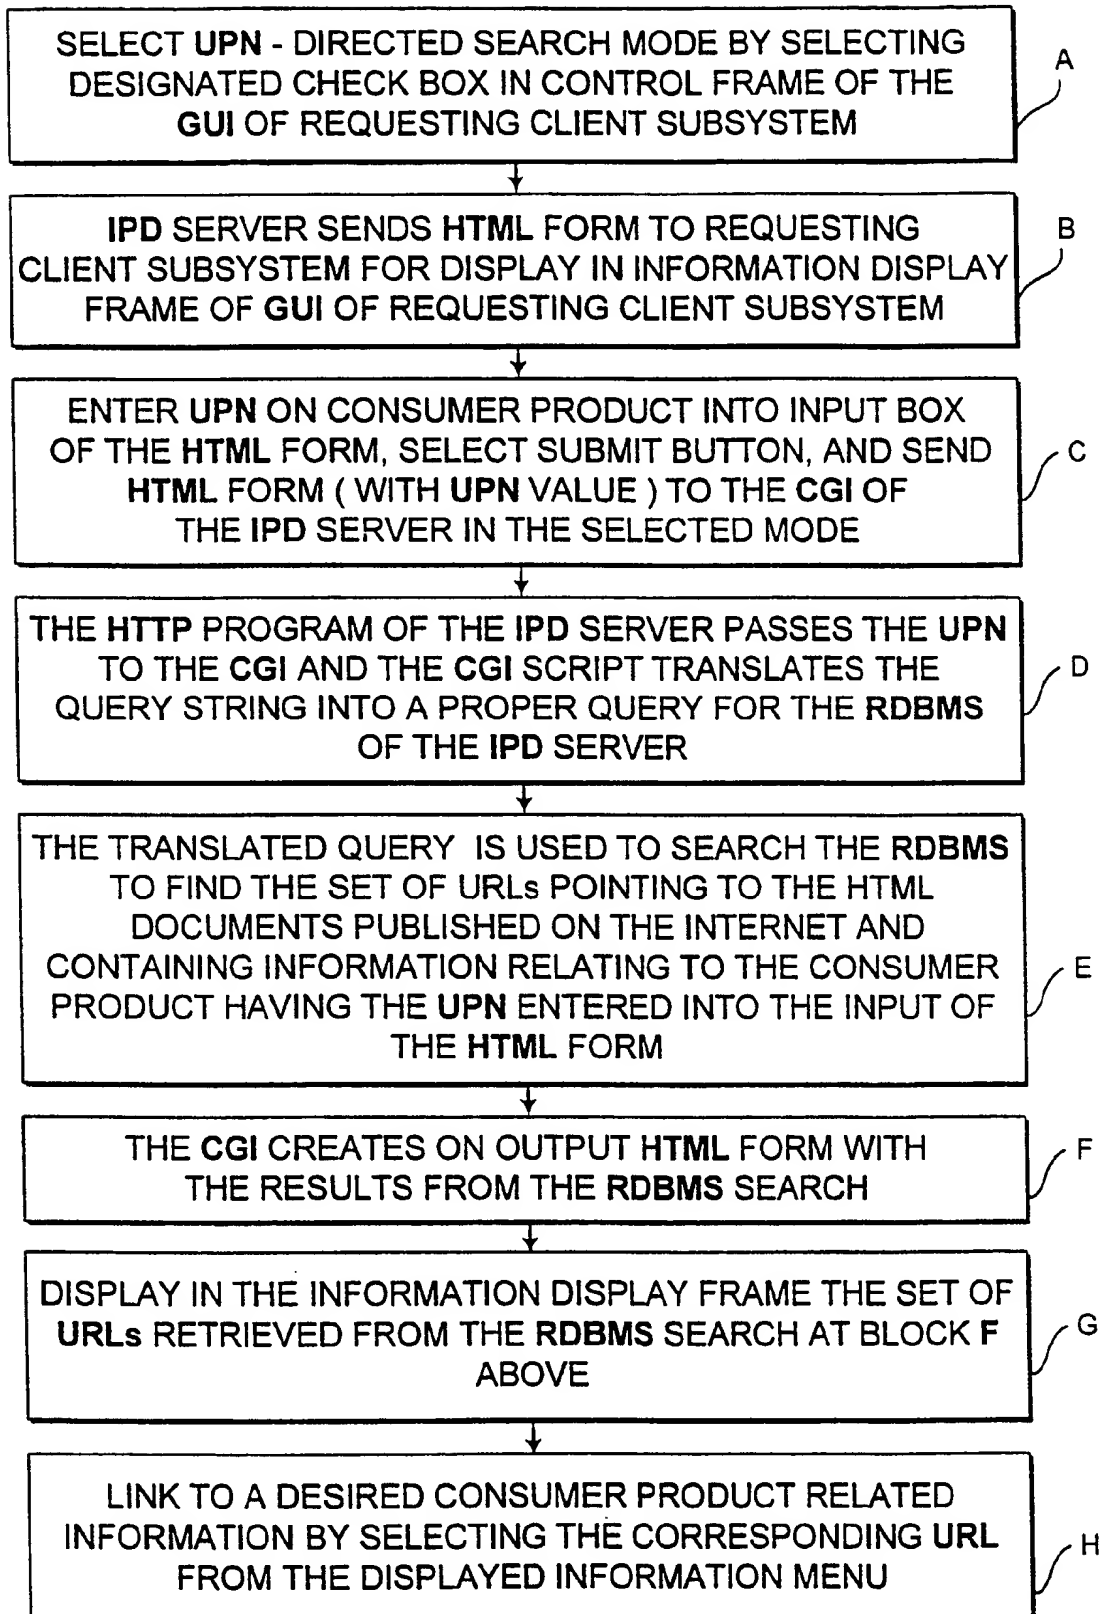 SELECT UPN - DIRECTED SEARCH MODE BY SELECTING
DESIGNATED CHECK BOX IN CONTROL FRAME OF THE
GUI OF REQUESTING CLIENT SUBSYSTEM
A
IPD SERVER SENDS HTML FORM TO REQUESTING
CLIENT SUBSYSTEM FOR DISPLAY IN INFORMATION DISPLAY
FRAME OF GUI OF REQUESTING CLIENT SUBSYSTEM
B
ENTER UPN ON CONSUMER PRODUCT INTO INPUT BOX
OF THE HTML FORM, SELECT SUBMIT BUTTON, AND SEND
HTML FORM ( WITH UPN VALUE ) TO THE CGI OF
THE IPD SERVER IN THE SELECTED MODE
C
THE HTTP PROGRAM OF THE IPD SERVER PASSES THE UPN
TO THE CGI AND THE CGI SCRIPT TRANSLATES THE
QUERY STRING INTO A PROPER QUERY FOR THE RDBMS
OF THE IPD SERVER
D
THE TRANSLATED QUERY IS USED TO SEARCH THE RDBMS
TO FIND THE SET OF URLs POINTING TO THE HTML
DOCUMENTS PUBLISHED ON THE INTERNET AND
CONTAINING INFORMATION RELATING TO THE CONSUMER
PRODUCT HAVING THE UPN ENTERED INTO THE INPUT OF
THE HTML FORM
E
THE CGI CREATES ON OUTPUT HTML FORM WITH
THE RESULTS FROM THE RDBMS SEARCH
F
DISPLAY IN THE INFORMATION DISPLAY FRAME THE SET OF
URLs RETRIEVED FROM THE RDBMS SEARCH AT BLOCK F
ABOVE
G
LINK TO A DESIRED CONSUMER PRODUCT RELATED
INFORMATION BY SELECTING THE CORRESPONDING URL
FROM THE DISPLAYED INFORMATION MENU
H